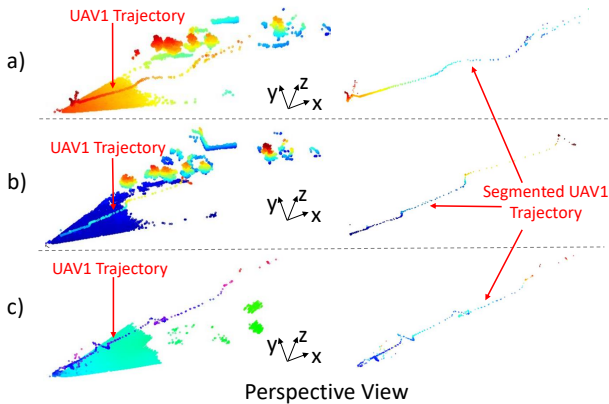 UAV1 Trajectory
a)
y
z
x
UAV1 Trajectory
b)
y
z
x
Segmented UAV1
Trajectory
UAV1 Trajectory
c)
y
z
x
Perspective View